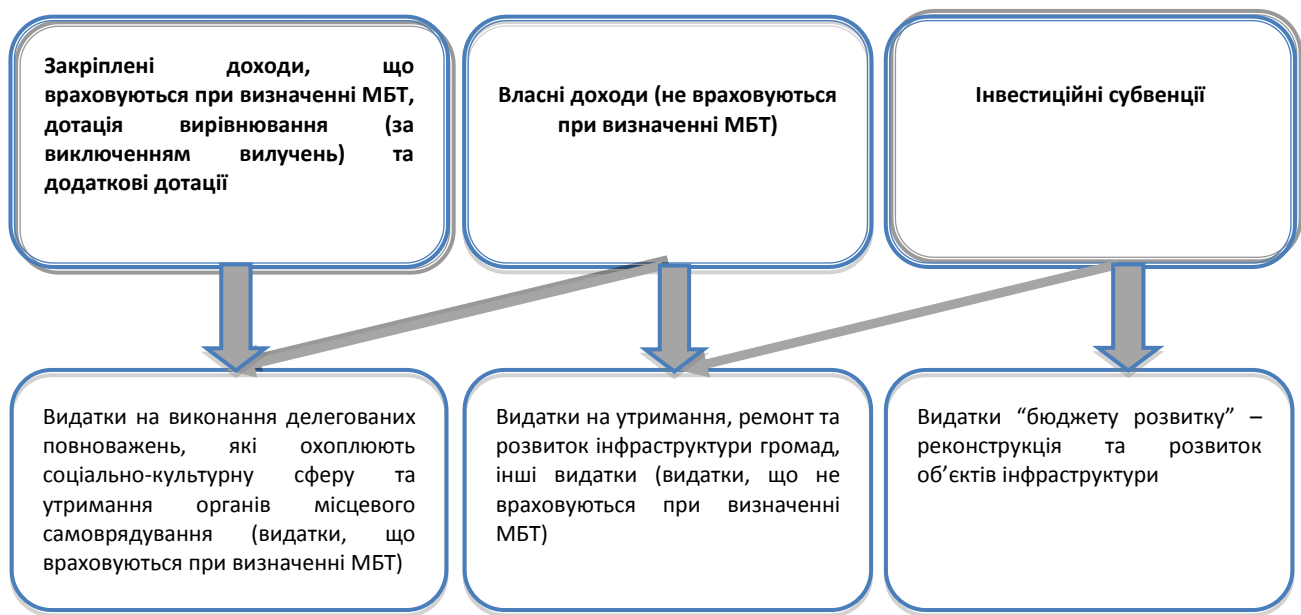 Закріплені доходи, що
враховуються при визначенні МБТ,
дотація вирівнювання (за
виключенням вилучень) та
додаткові дотації
Власні доходи (не враховуються
при визначенні МБТ)
Інвестиційні субвенції
Видатки на виконання делегованих
повноважень, які охоплюють
соціально-культурну сферу та
утримання органів місцевого
самоврядування (видатки, що
враховуються при визначенні МБТ)
Видатки на утримання, ремонт та
розвиток інфраструктури громад,
інші видатки (видатки, що не
враховуються при визначенні
МБТ)
Видатки “бюджету розвитку” –
реконструкція та розвиток
об’єктів інфраструктури